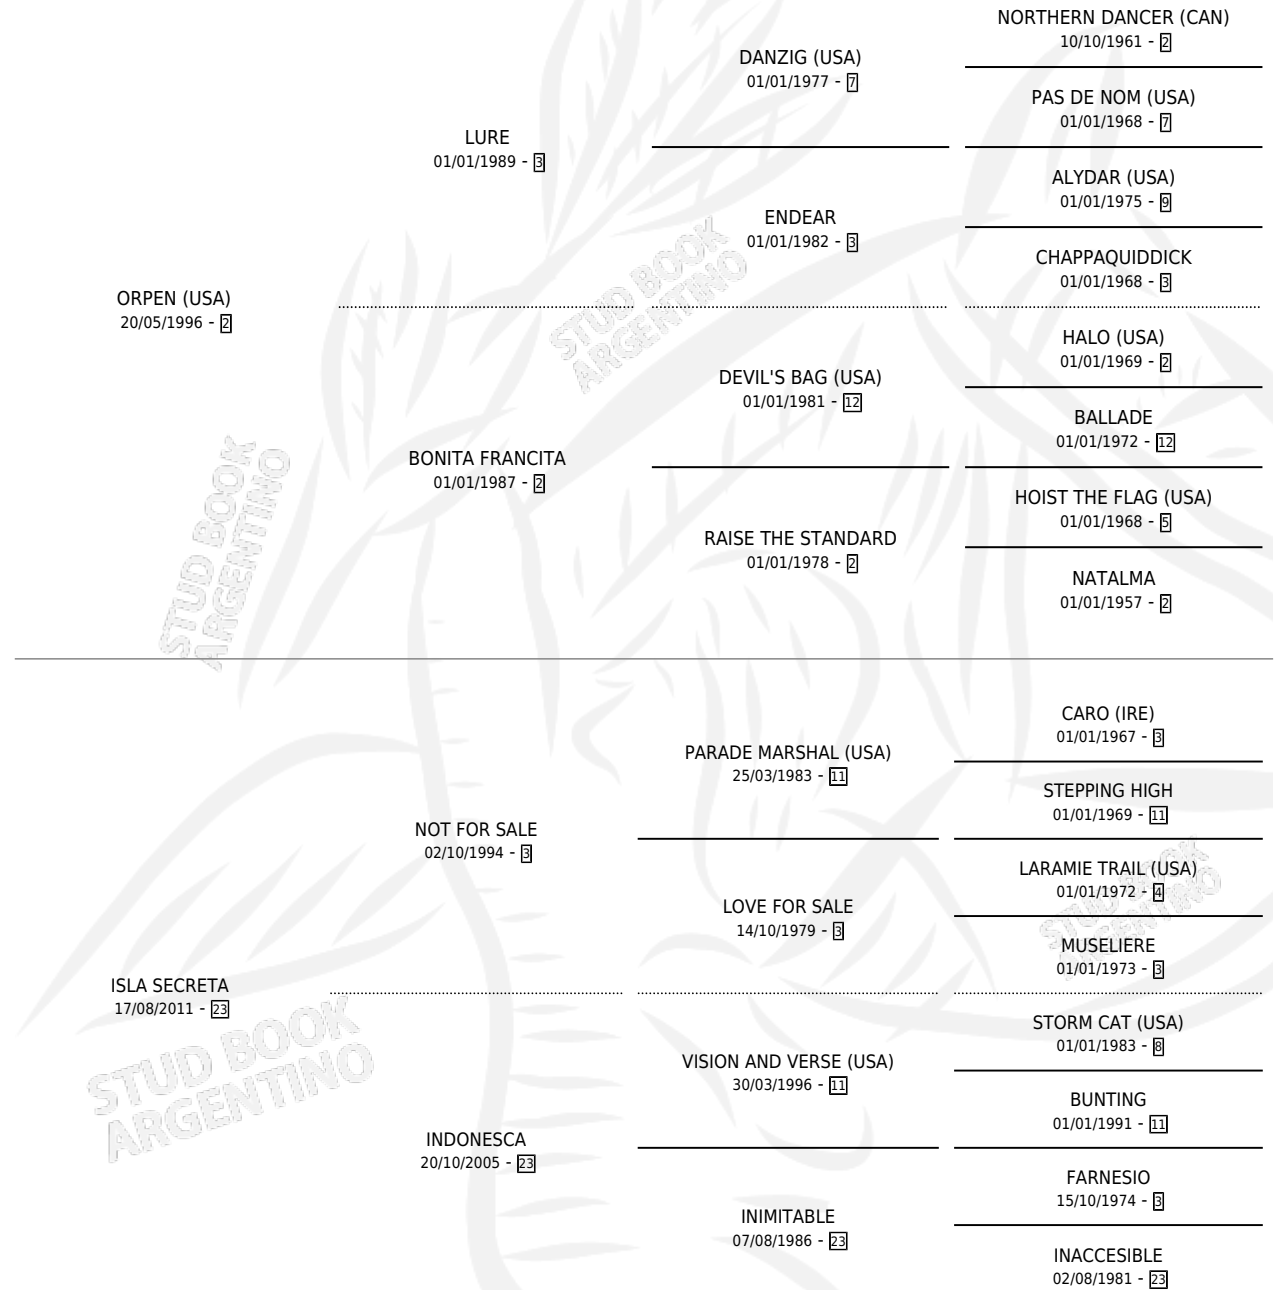 NORTHERN DANCER (CAN)
10/10/1961 - 2
DANZIG (USA)
01/01/1977 - 7
PAS DE NOM (USA)
01/01/1968 - 7
LURE
01/01/1989 - 3
ALYDAR (USA)
01/01/1975 - 9
ENDEAR
01/01/1982 - 3
CHAPPAQUIDDICK
01/01/1968 - 3
ORPEN (USA)
20/05/1996 - 2
HALO (USA)
01/01/1969 - 2
DEVIL'S BAG (USA)
01/01/1981 - 12
BALLADE
01/01/1972 - 12
BONITA FRANCITA
01/01/1987 - 2
HOIST THE FLAG (USA)
01/01/1968 - 5
RAISE THE STANDARD
01/01/1978 - 2
NATALMA
01/01/1957 - 2
CARO (IRE)
01/01/1967 - 3
PARADE MARSHAL (USA)
25/03/1983 - 11
STEPPING HIGH
01/01/1969 - 11
NOT FOR SALE
02/10/1994 - 3
LARAMIE TRAIL (USA)
01/01/1972 - 4
LOVE FOR SALE
14/10/1979 - 3
MUSELIERE
01/01/1973 - 3
ISLA SECRETA
17/08/2011 - 23
STORM CAT (USA)
01/01/1983 - 8
VISION AND VERSE (USA)
30/03/1996 - 11
BUNTING
01/01/1991 - 11
INDONESCA
20/10/2005 - 23
FARNESIO
15/10/1974 - 3
INIMITABLE
07/08/1986 - 23
INACCESIBLE
02/08/1981 - 23
STUD BOOK
ARGENTINO
STUD BOOK
ARGENTINO
STUD BOOK
ARGENTINO
STUD BOOK
ARGENTINO